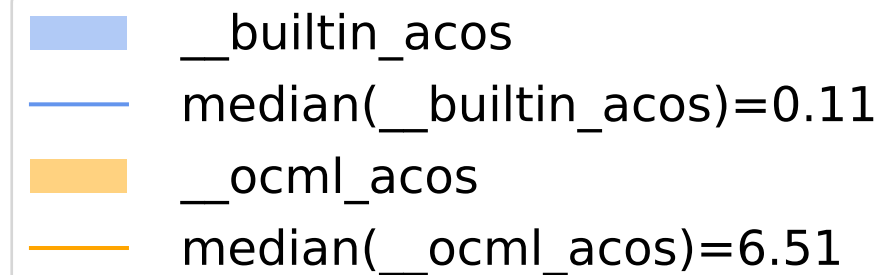 __builtin_acos
median(__builtin_acos)=0.11
__ocml_acos
median(__ocml_acos)=6.51